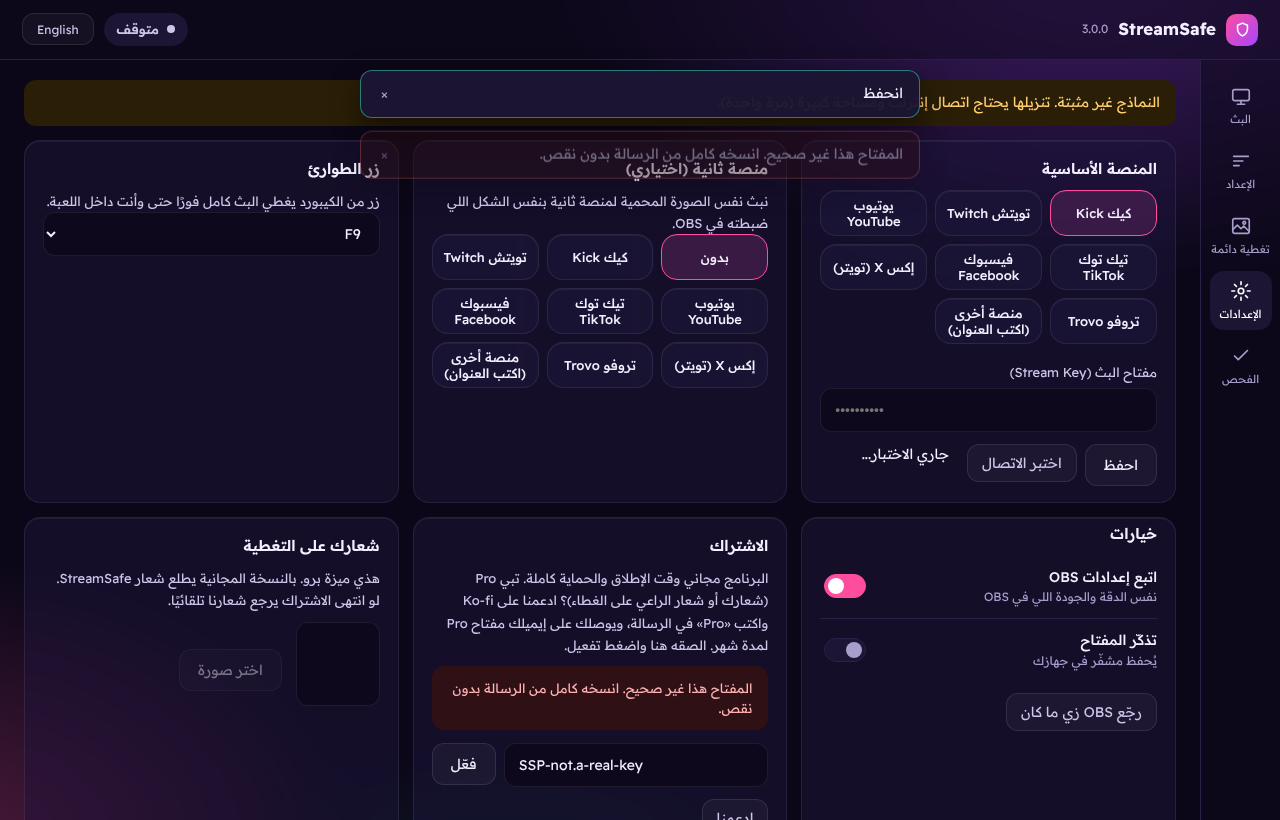 StreamSafe 3.0.0
متوقف
English
البث
الإعداد
تغطية دائمة
الإعدادات
الفحص
انحفظ
×
النماذج غير مثبتة. تنزيلها يحتاج اتصال إنترنت ومساحة كبيرة (مرة واحدة).
المفتاح هذا غير صحيح. انسخه كامل من الرسالة بدون نقص.
×
المنصة الأساسية
كيك Kick
تويتش Twitch
يوتيوب
YouTube
تيك توك
TikTok
فيسبوك
Facebook
إكس X (تويتر)
تروفو Trovo
منصة أخرى
(اكتب العنوان)
مفتاح البث (Stream Key)
••••••••••
احفظ
اختبر الاتصال
جاري الاختبار...
منصة ثانية (اختياري)
نبث نفس الصورة المحمية لمنصة ثانية بنفس الشكل اللي
ضبطته في OBS.
بدون
كيك Kick
تويتش Twitch
يوتيوب
YouTube
تيك توك
TikTok
فيسبوك
Facebook
إكس X (تويتر)
تروفو Trovo
منصة أخرى
(اكتب العنوان)
زر الطوارئ
زر من الكيبورد يغطي البث كامل فورًا حتى وأنت داخل اللعبة.
F9
خيارات
اتبع إعدادات OBS
نفس الدقة والجودة اللي في OBS
تذكّر المفتاح
يُحفظ مشفّر في جهازك
رجّع OBS زي ما كان
الاشتراك
البرنامج مجاني وقت الإطلاق والحماية كاملة. تبي Pro
(شعارك أو شعار الراعي على الغطاء)؟ ادعمنا على Ko-fi
واكتب «Pro» في الرسالة، ويوصلك على إيميلك مفتاح Pro
لمدة شهر. الصقه هنا واضغط تفعيل.
المفتاح هذا غير صحيح. انسخه كامل من الرسالة بدون
نقص.
SSP-not.a-real-key
فعّل
ادعمنا
شعارك على التغطية
هذي ميزة برو. بالنسخة المجانية يطلع شعار StreamSafe.
لو انتهى الاشتراك يرجع شعارنا تلقائيًا.
اختر صورة